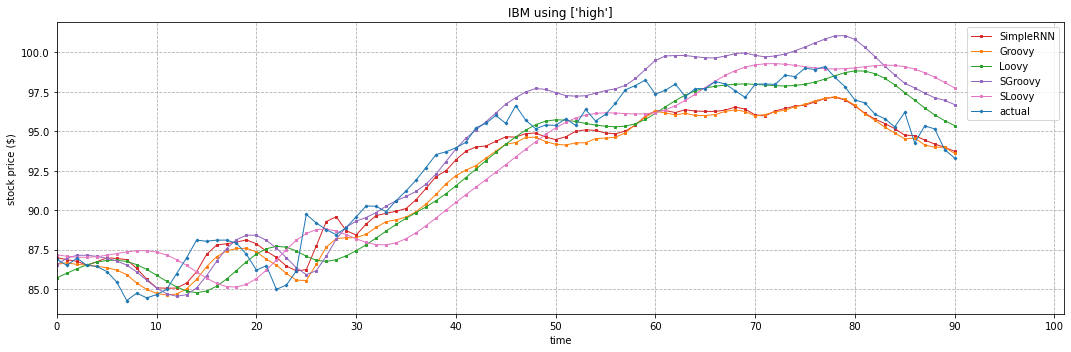 IBM using ['high']
stock price ($)
100.0
97.5
95.0
92.5
90.0
87.5
85.0
SimpleRNN
Groovy
Loovy
SGroovy
SLoovy
actual
0 10 20 30 40 50 60 70 80 90 100
time